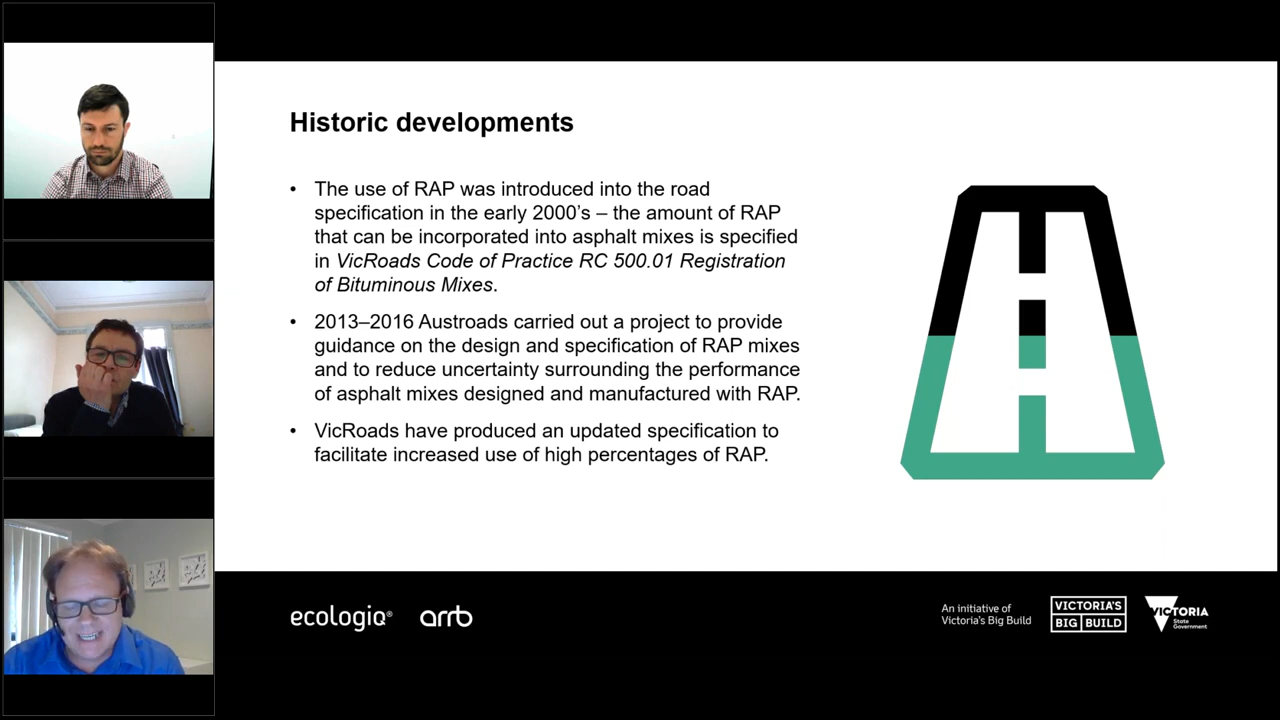 Historic developments
• The use of RAP was introduced into the road
specification in the early 2000's – the amount of RAP
that can be incorporated into asphalt mixes is specified
in VicRoads Code of Practice RC 500.01 Registration
of Bituminous Mixes.
• 2013–2016 Austroads carried out a project to provide
guidance on the design and specification of RAP mixes
and to reduce uncertainty surrounding the performance
of asphalt mixes designed and manufactured with RAP.
• VicRoads have produced an updated specification to
facilitate increased use of high percentages of RAP.
ecologiq®
arrb
An initiative of
Victoria's Big Build
VICTORIA'S
BIG BUILD
VICTORIA
State
Government